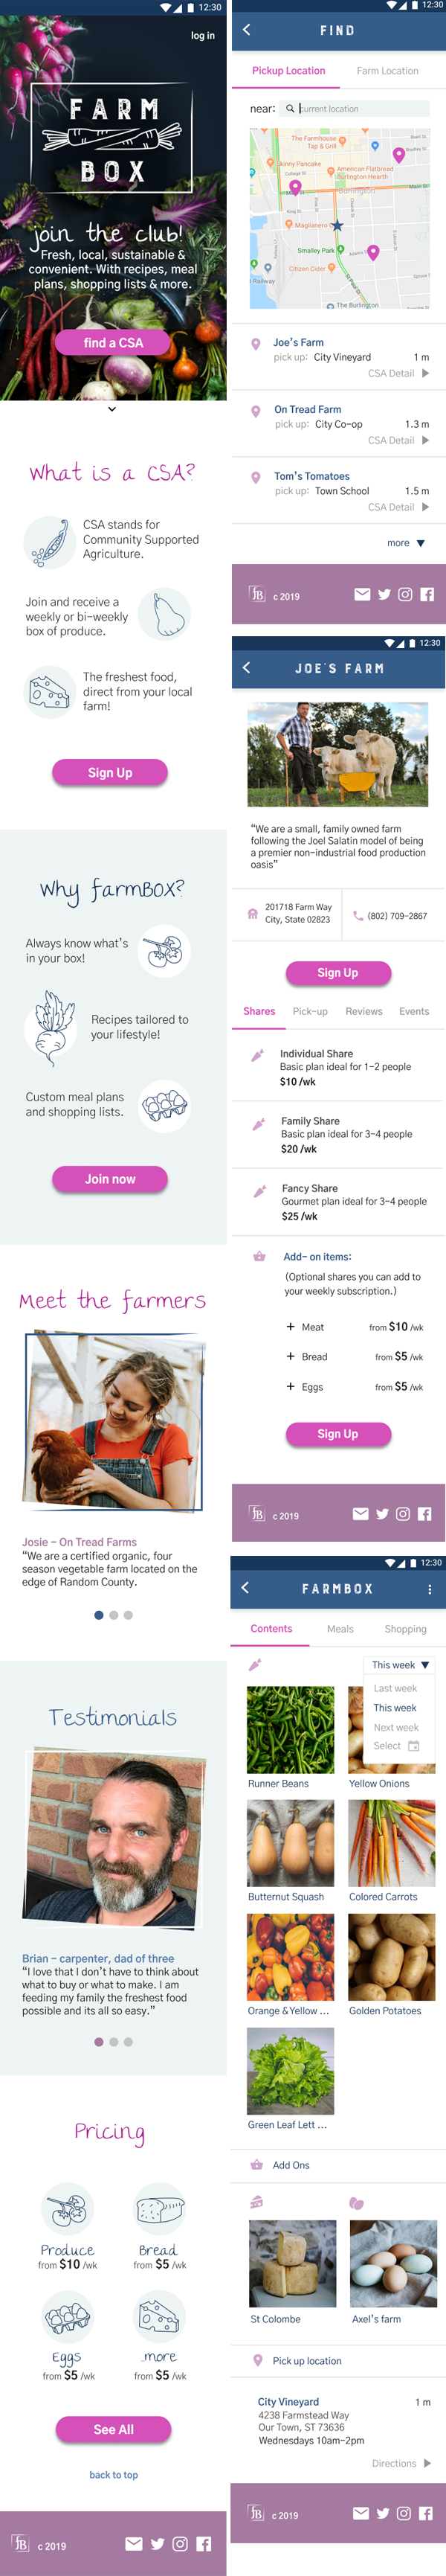 12:30
log in
FARM
BOX
join the club!
Fresh, local, sustainable &
convenient. With recipes, meal
plans, shopping lists & more.
find a CSA
What is a CSA?
CSA stands for
Community Supported
Agriculture.
Join and receive a
weekly or bi-weekly
box of produce.
The freshest food,
direct from your local
farm!
Sign Up
Why farmBOX?
Always know what's
in your box!
Recipes tailored to
your lifestyle!
Custom meal plans
and shopping lists.
Join now
Meet the farmers
Josie - On Tread Farms
“We are a certified organic, four
season vegetable farm located on the
edge of Random County.
Testimonials
Brian - carpenter, dad of three
“I love that I don't have to think about
what to buy or what to make. I am
feeding my family the freshest food
possible and its all so easy.”
Pricing
Produce
from $10 /wk
Bread
from $5 /wk
Eggs
from $5 /wk
...more
from $5 /wk
See All
back to top
fB c 2019
12:30
FIND
Pickup Location Farm Location
near: current location
The Farmhouse
Tap & Grill
Skinny Pancake
American Flatbread
Burlington Hearth
College St
Main St
Burlington
King St
Maglianero
Smalley Park
Adams
Citizen Cider
Railway
The Burlington
Joe's Farm
pick up: City Vineyard 1 m
CSA Detail
On Tread Farm
pick up: City Co-op 1.3 m
CSA Detail
Tom's Tomatoes
pick up: Town School 1.5 m
CSA Detail
more
fB c 2019
12:30
JOE'S FARM
“We are a small, family owned farm
following the Joel Salatin model of being
a premier non-industrial food production
oasis”
201718 Farm Way
City, State 02823
(802) 709-2867
Sign Up
Shares Pick-up Reviews Events
Individual Share
Basic plan ideal for 1-2 people
$10 /wk
Family Share
Basic plan ideal for 3-4 people
$20 /wk
Fancy Share
Gourmet plan ideal for 3-4 people
$25 /wk
Add- on items:
(Optional shares you can add to
your weekly subscription.)
+ Meat from $10 /wk
+ Bread from $5 /wk
+ Eggs from $5 /wk
Sign Up
fB c 2019
12:30
FARMBOX
Contents Meals Shopping
This week
Last week
This week
Next week
Select
Runner Beans Yellow Onions
Butternut Squash Colored Carrots
Orange & Yellow ... Golden Potatoes
Green Leaf Lett ...
Add Ons
St Colombe Axel's farm
Pick up location
City Vineyard 1 m
4238 Farmstead Way
Our Town, ST 73636
Wednesdays 10am-2pm
Directions
fB c 2019